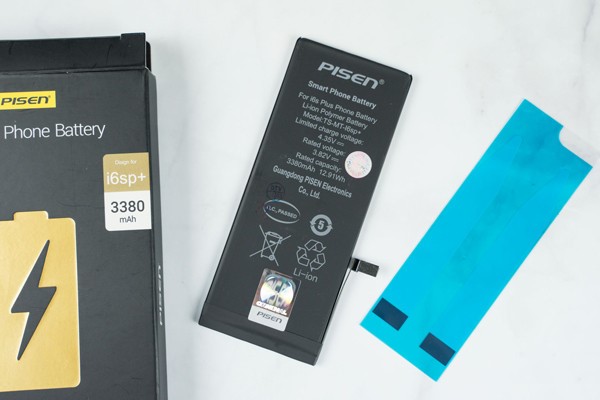 PISEN
Phone Battery
Design for
i6sp+
3380
mAh
PISEN
PISEN®
Smart Phone Battery
For i6s Plus Phone Battery
Li-ion Polymer Battery
Model:TS-MT-I6sp+
Limited charge voltage:
4.35V
Rated voltage:
3.82V
Rated capacity:
3380mAh 12.91Wh
Guangdong PISEN Electronics
Co., Ltd.
Q.C. PASSED
5
Li-ion
PISEN